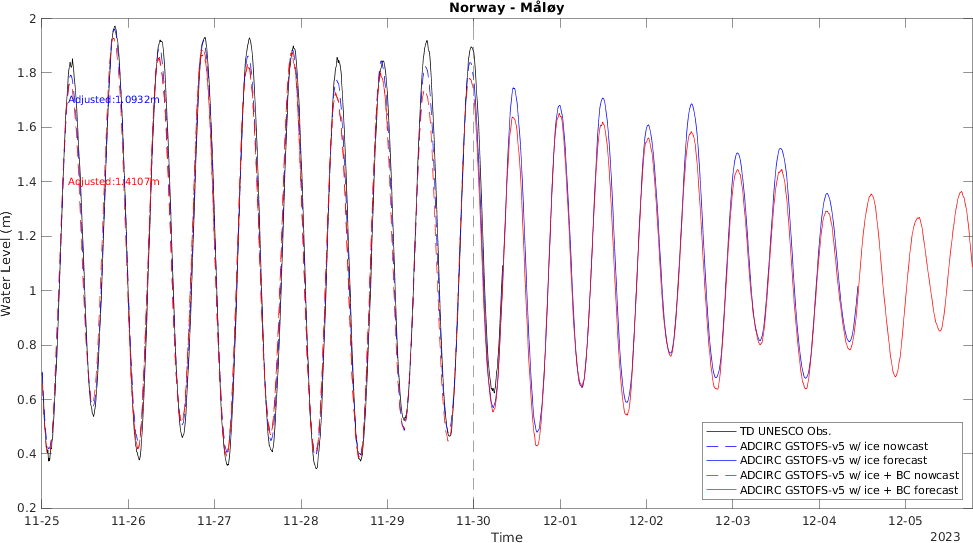 Norway - Måløy
Water Level (m)
2
1.8
1.6
1.4
1.2
1
0.8
0.6
0.4
0.2
Adjusted:1.0932m
Adjusted:1.4107m
TD UNESCO Obs.
ADCIRC GSTOFS-v5 w/ ice nowcast
ADCIRC GSTOFS-v5 w/ ice forecast
ADCIRC GSTOFS-v5 w/ ice + BC nowcast
ADCIRC GSTOFS-v5 w/ ice + BC forecast
11-25 11-26 11-27 11-28 11-29 11-30 12-01 12-02 12-03 12-04 12-05
Time
2023